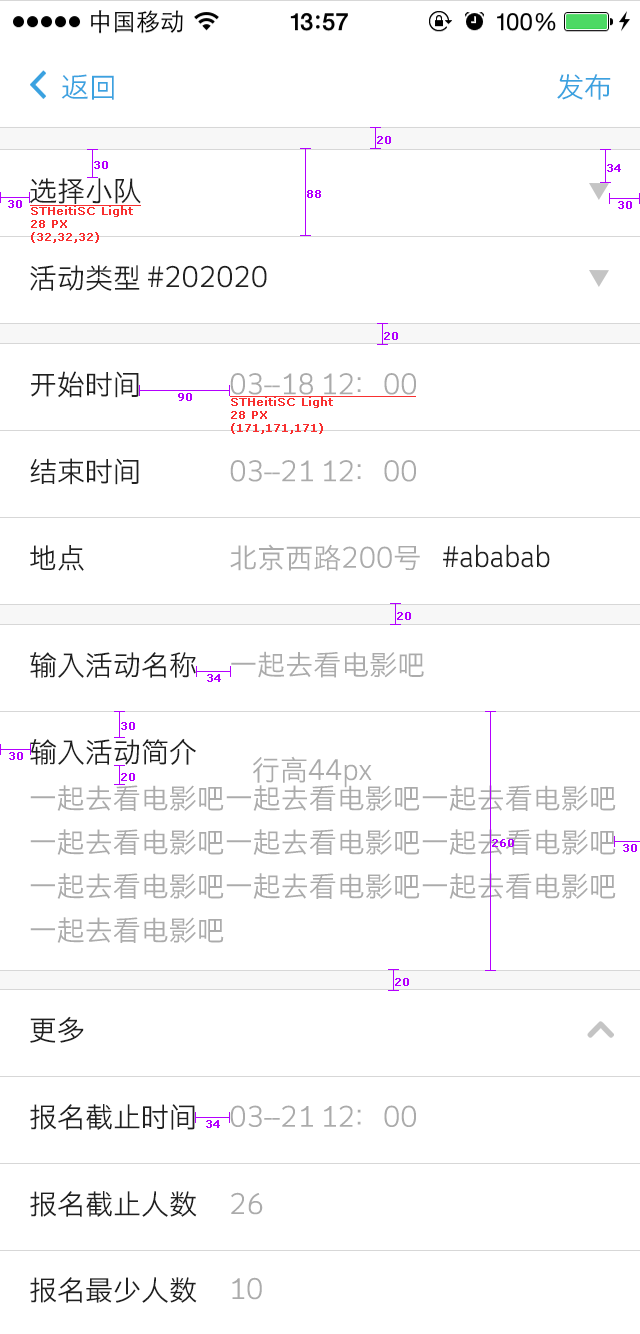 中国移动 13:57 100%
返回 发布
20
30 88 34
30 选择小队 30
STHeitiSC Light
28 PX
(32,32,32)
活动类型 #202020
20
开始时间 90 03-18 12： 00
STHeitiSC Light
28 PX
(171,171,171)
结束时间 03-21 12： 00
地点 北京西路200号 #ababab
20
输入活动名称 34 一起去看电影吧
30
30 输入活动简介
20 行高44px
一起去看电影吧一起去看电影吧一起去看电影吧
一起去看电影吧一起去看电影吧一起去看电影吧 260 30
一起去看电影吧一起去看电影吧一起去看电影吧
一起去看电影吧
20
更多
报名截止时间 34 03-21 12： 00
报名截止人数 26
报名最少人数 10